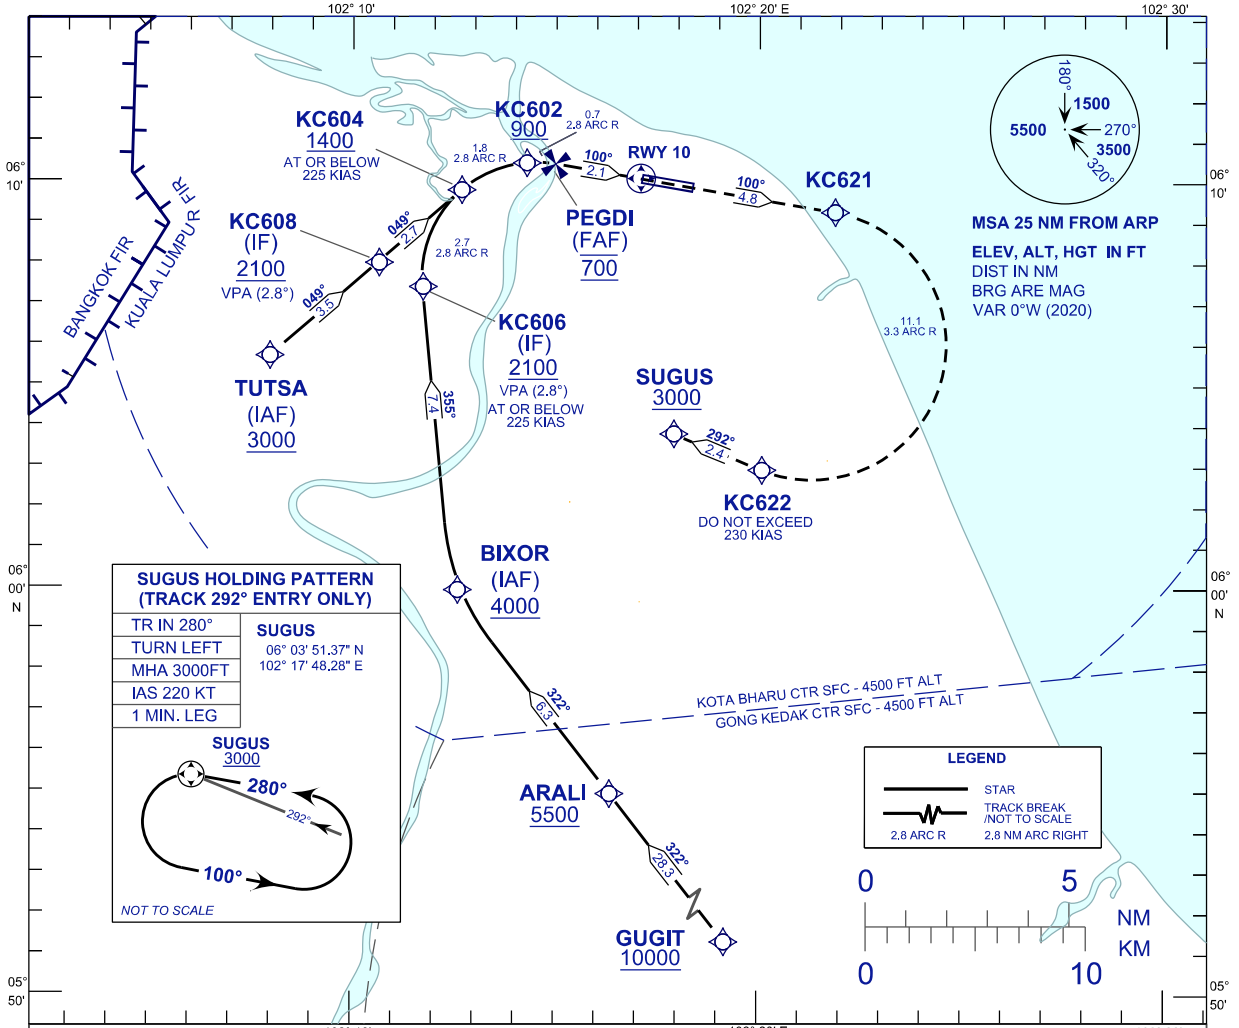 102° 10'
102° 20' E
102° 30'
KC604
1400
AT OR BELOW
225 KIAS
KC602
900
0.7
2.8 ARC R
1.8
2.8 ARC R
100°
2.1
RWY 10
100°
4.8
KC621
180°
1500
5500
270°
3500
320°
MSA 25 NM FROM ARP
ELEV, ALT, HGT IN FT
DIST IN NM
BRG ARE MAG
VAR 0°W (2020)
06°
10'
06°
10'
BANGKOK FIR
KUALA LUMPUR FIR
KC608
(IF)
2100
VPA (2.8°)
049°
2.7
2.7
2.8 ARC R
PEGDI
(FAF)
700
049°
3.5
TUTSA
(IAF)
3000
KC606
(IF)
2100
VPA (2.8°)
AT OR BELOW
225 KIAS
355°
7.4
11.1
3.3 ARC R
SUGUS
3000
292°
2.4
KC622
DO NOT EXCEED
230 KIAS
BIXOR
(IAF)
4000
06°
00'
N
06°
00'
N
SUGUS HOLDING PATTERN
(TRACK 292° ENTRY ONLY)
TR IN 280°
TURN LEFT
MHA 3000FT
IAS 220 KT
1 MIN. LEG
SUGUS
06° 03' 51.37" N
102° 17' 48.28" E
SUGUS
3000
280°
292°
100°
NOT TO SCALE
322°
6.3
KOTA BHARU CTR SFC - 4500 FT ALT
GONG KEDAK CTR SFC - 4500 FT ALT
ARALI
5500
322°
28.3
GUGIT
10000
LEGEND
STAR
TRACK BREAK
/NOT TO SCALE
2.8 ARC R
2.8 NM ARC RIGHT
0
5
NM
KM
0
10
05°
50'
05°
50'